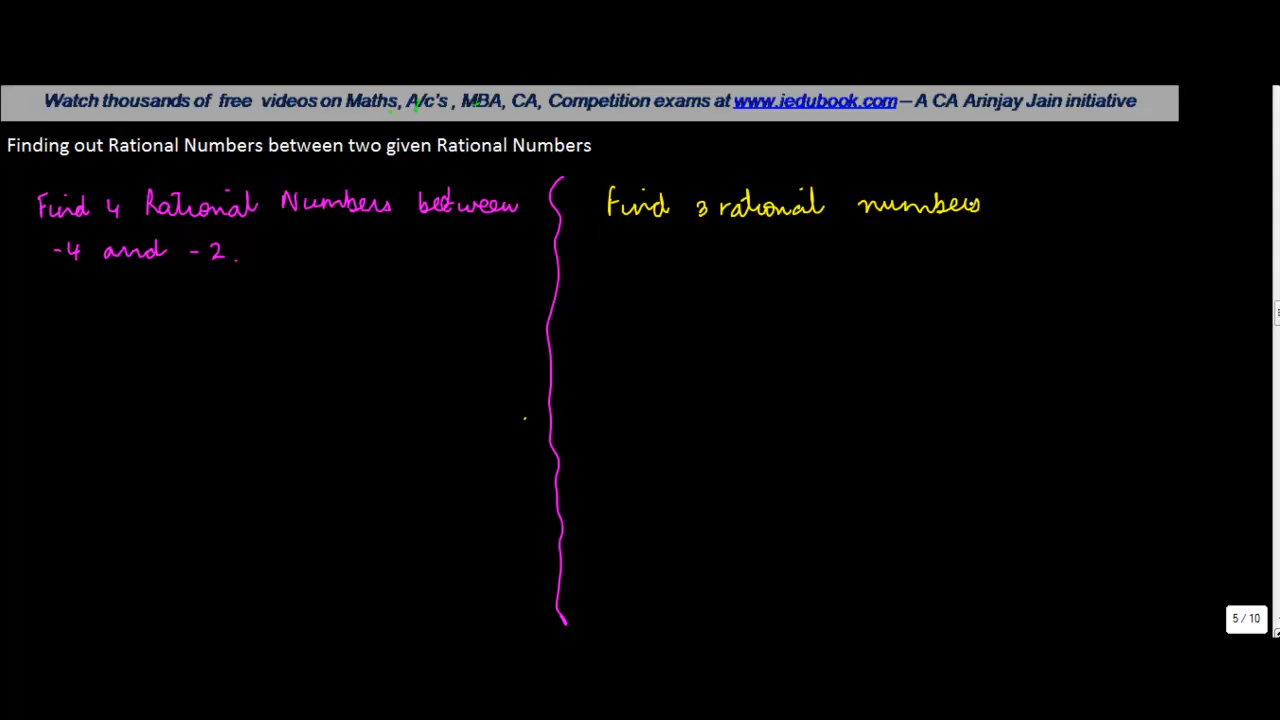 Watch thousands of free videos on Maths, A/c's , MBA, CA, Competition exams at www.iedubook.com – A CA Arinjay Jain initiative
Finding out Rational Numbers between two given Rational Numbers
Find 4 Rational Numbers between
-4 and -2.
Find 3 rational numbers
5 / 10